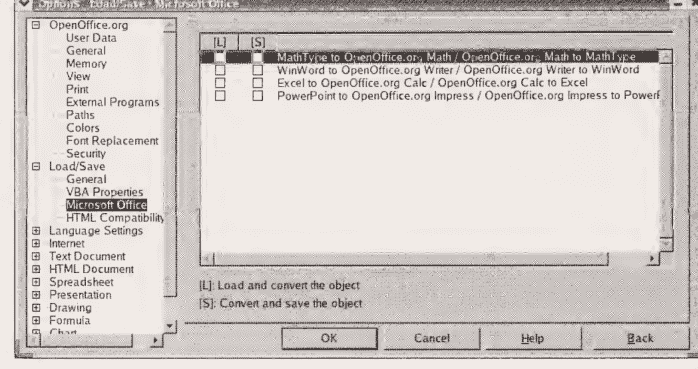 Options - Load/Save - Microsoft Office
OpenOffice.org
User Data
General
Memory
View
Print
External Programs
Paths
Colors
Font Replacement
Security
Load/Save
General
VBA Properties
Microsoft Office
HTML Compatibility
Language Settings
Internet
Text Document
HTML Document
Spreadsheet
Presentation
Drawing
Formula
Chart
[L] [S]
MathType to OpenOffice.org Math / OpenOffice.org Math to MathType
WinWord to OpenOffice.org Writer / OpenOffice.org Writer to WinWord
Excel to OpenOffice.org Calc / OpenOffice.org Calc to Excel
PowerPoint to OpenOffice.org Impress / OpenOffice.org Impress to PowerP
[L]: Load and convert the object
[S]: Convert and save the object
OK Cancel Help Back